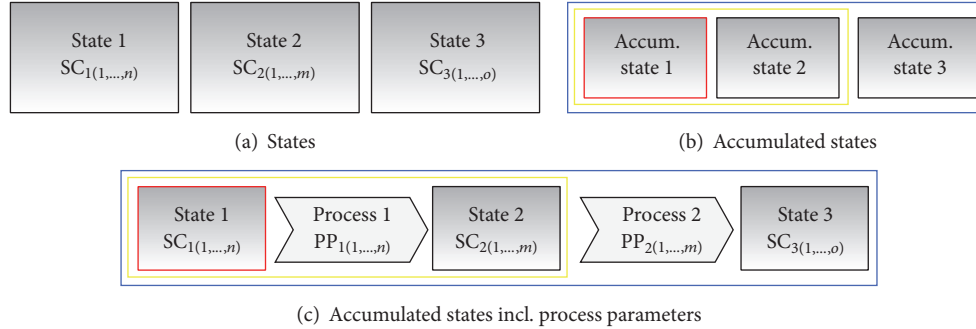 State 1 State 2 State 3
SC₁₍₁,...,ₙ₎ SC₂₍₁,...,ₘ₎ SC₃₍₁,...,ₒ₎
(a) States
Accum. Accum. Accum.
state 1 state 2 state 3
(b) Accumulated states
State 1 Process 1 State 2 Process 2 State 3
SC₁₍₁,...,ₙ₎ PP₁₍₁,...,ₙ₎ SC₂₍₁,...,ₘ₎ PP₂₍₁,...,ₘ₎ SC₃₍₁,...,ₒ₎
(c) Accumulated states incl. process parameters